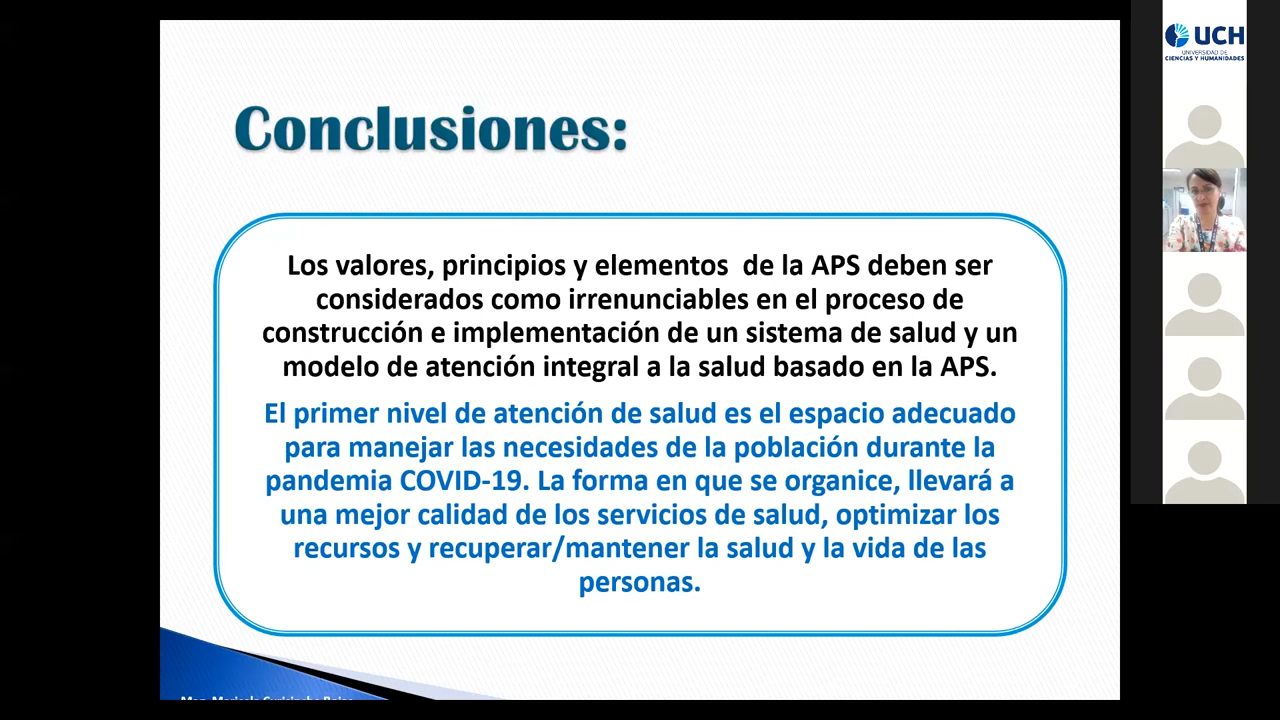 Conclusiones:
Los valores, principios y elementos de la APS deben ser
considerados como irrenunciables en el proceso de
construcción e implementación de un sistema de salud y un
modelo de atención integral a la salud basado en la APS.
El primer nivel de atención de salud es el espacio adecuado
para manejar las necesidades de la población durante la
pandemia COVID-19. La forma en que se organice, llevará a
una mejor calidad de los servicios de salud, optimizar los
recursos y recuperar/mantener la salud y la vida de las
personas.
UCH
UNIVERSIDAD DE
CIENCIAS Y HUMANIDADES